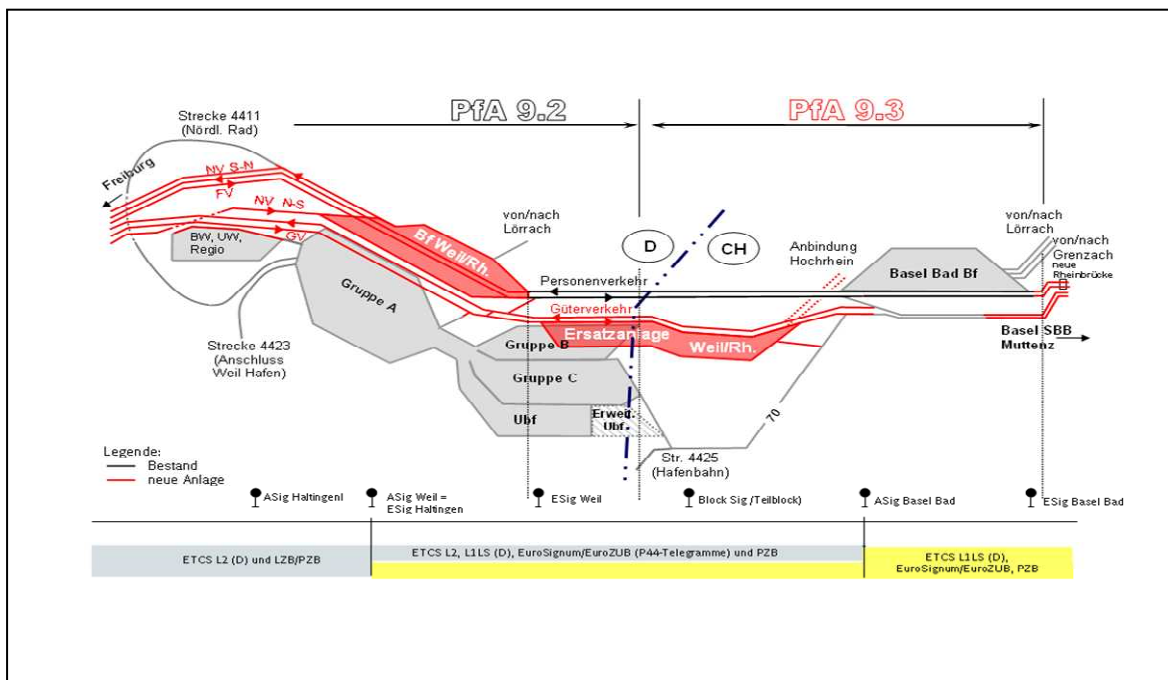 PfA 9.2
PfA 9.3
Strecke 4411
(Nördl. Rad)
Freiburg
NV S-N
FV
NV N-S
GV
BW, UW,
Regio
Bf Weil/Rh.
von/nach
Lörrach
D
CH
Anbindung
Hochrhein
von/nach
Lörrach
von/nach
Grenzach
neue
Rheinbrücke
Basel Bad Bf
Personenverkehr
Güterverkehr
Gruppe A
Ersatzanlage
Weil/Rh.
Gruppe B
Basel SBB
Muttenz
Strecke 4423
(Anschluss
Weil Hafen)
Gruppe C
Ubf
Erweit.
Ubf.
70
Str. 4425
(Hafenbahn)
Legende:
Bestand
neue Anlage
ASig Haltingenl
ASig Weil =
ESig Haltingen
ESig Weil
Block Sig /Teilblock)
ASig Basel Bad
ESig Basel Bad
ETCS L2 (D) und LZB/PZB
ETCS L2, L1LS (D), EuroSignum/EuroZUB (P44-Telegramme) und PZB
ETCS L1LS (D),
EuroSignum/EuroZUB, PZB